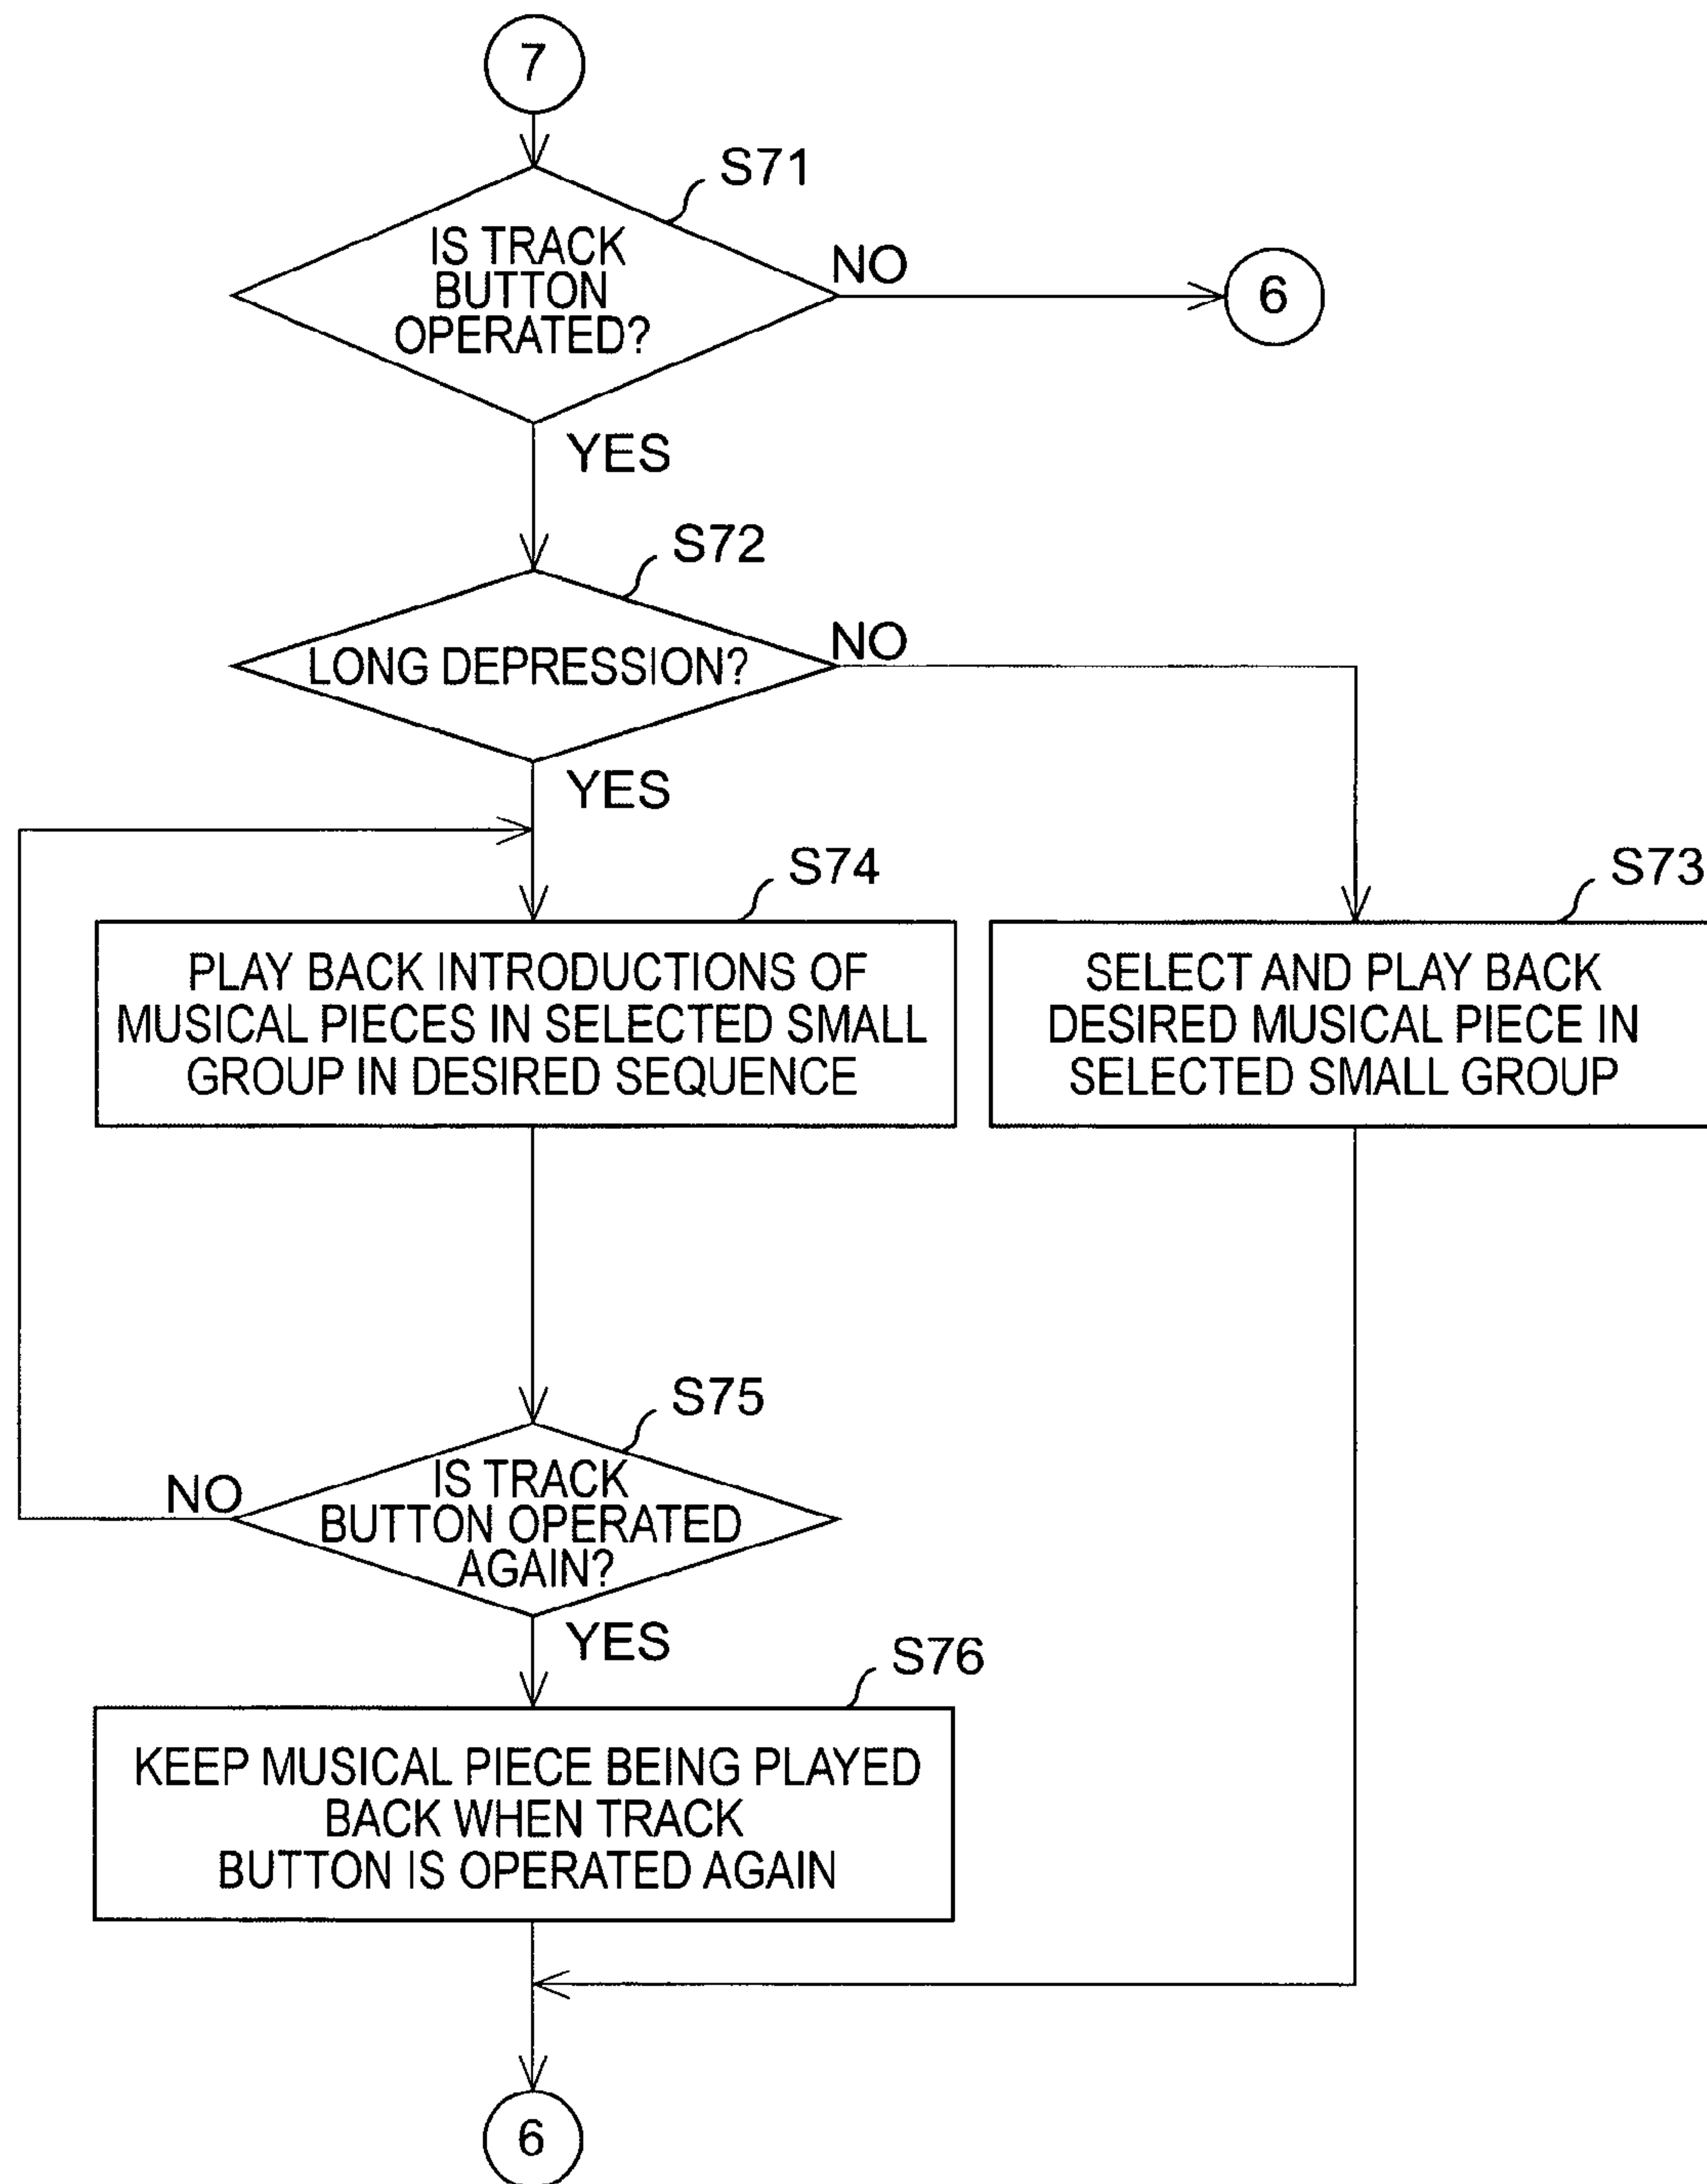 7
S71
IS TRACK
BUTTON
OPERATED?
NO
6
YES
S72
LONG DEPRESSION?
NO
YES
S74
PLAY BACK INTRODUCTIONS OF
MUSICAL PIECES IN SELECTED SMALL
GROUP IN DESIRED SEQUENCE
S73
SELECT AND PLAY BACK
DESIRED MUSICAL PIECE IN
SELECTED SMALL GROUP
S75
IS TRACK
BUTTON OPERATED
AGAIN?
NO
YES
S76
KEEP MUSICAL PIECE BEING PLAYED
BACK WHEN TRACK
BUTTON IS OPERATED AGAIN
6